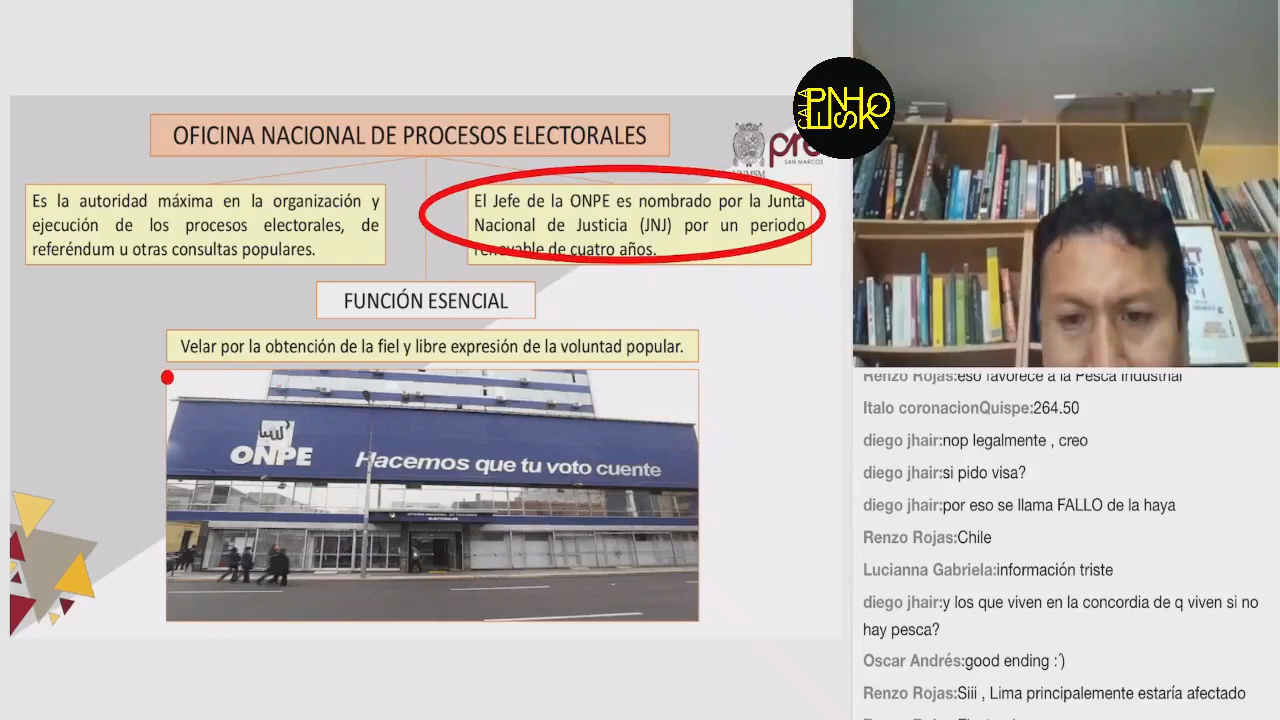 OFICINA NACIONAL DE PROCESOS ELECTORALES
SAN MARCOS
UNMSM
Es la autoridad máxima en la organización y
ejecución de los procesos electorales, de
referéndum u otras consultas populares.
El Jefe de la ONPE es nombrado por la Junta
Nacional de Justicia (JNJ) por un periodo
renovable de cuatro años.
FUNCIÓN ESENCIAL
Velar por la obtención de la fiel y libre expresión de la voluntad popular.
ONPE
Hacemos que tu voto cuente
OFICINA NACIONAL DE PROCESOS
ELECTORALES
Renzo Rojas:eso favorece a la Pesca Industrial
Italo coronacionQuispe:264.50
diego jhair:nop legalmente , creo
diego jhair:si pido visa?
diego jhair:por eso se llama FALLO de la haya
Renzo Rojas:Chile
Lucianna Gabriela:información triste
diego jhair:y los que viven en la concordia de q viven si no
hay pesca?
Oscar Andrés:good ending :´)
Renzo Rojas:Siii , Lima principalmente estaría afectado